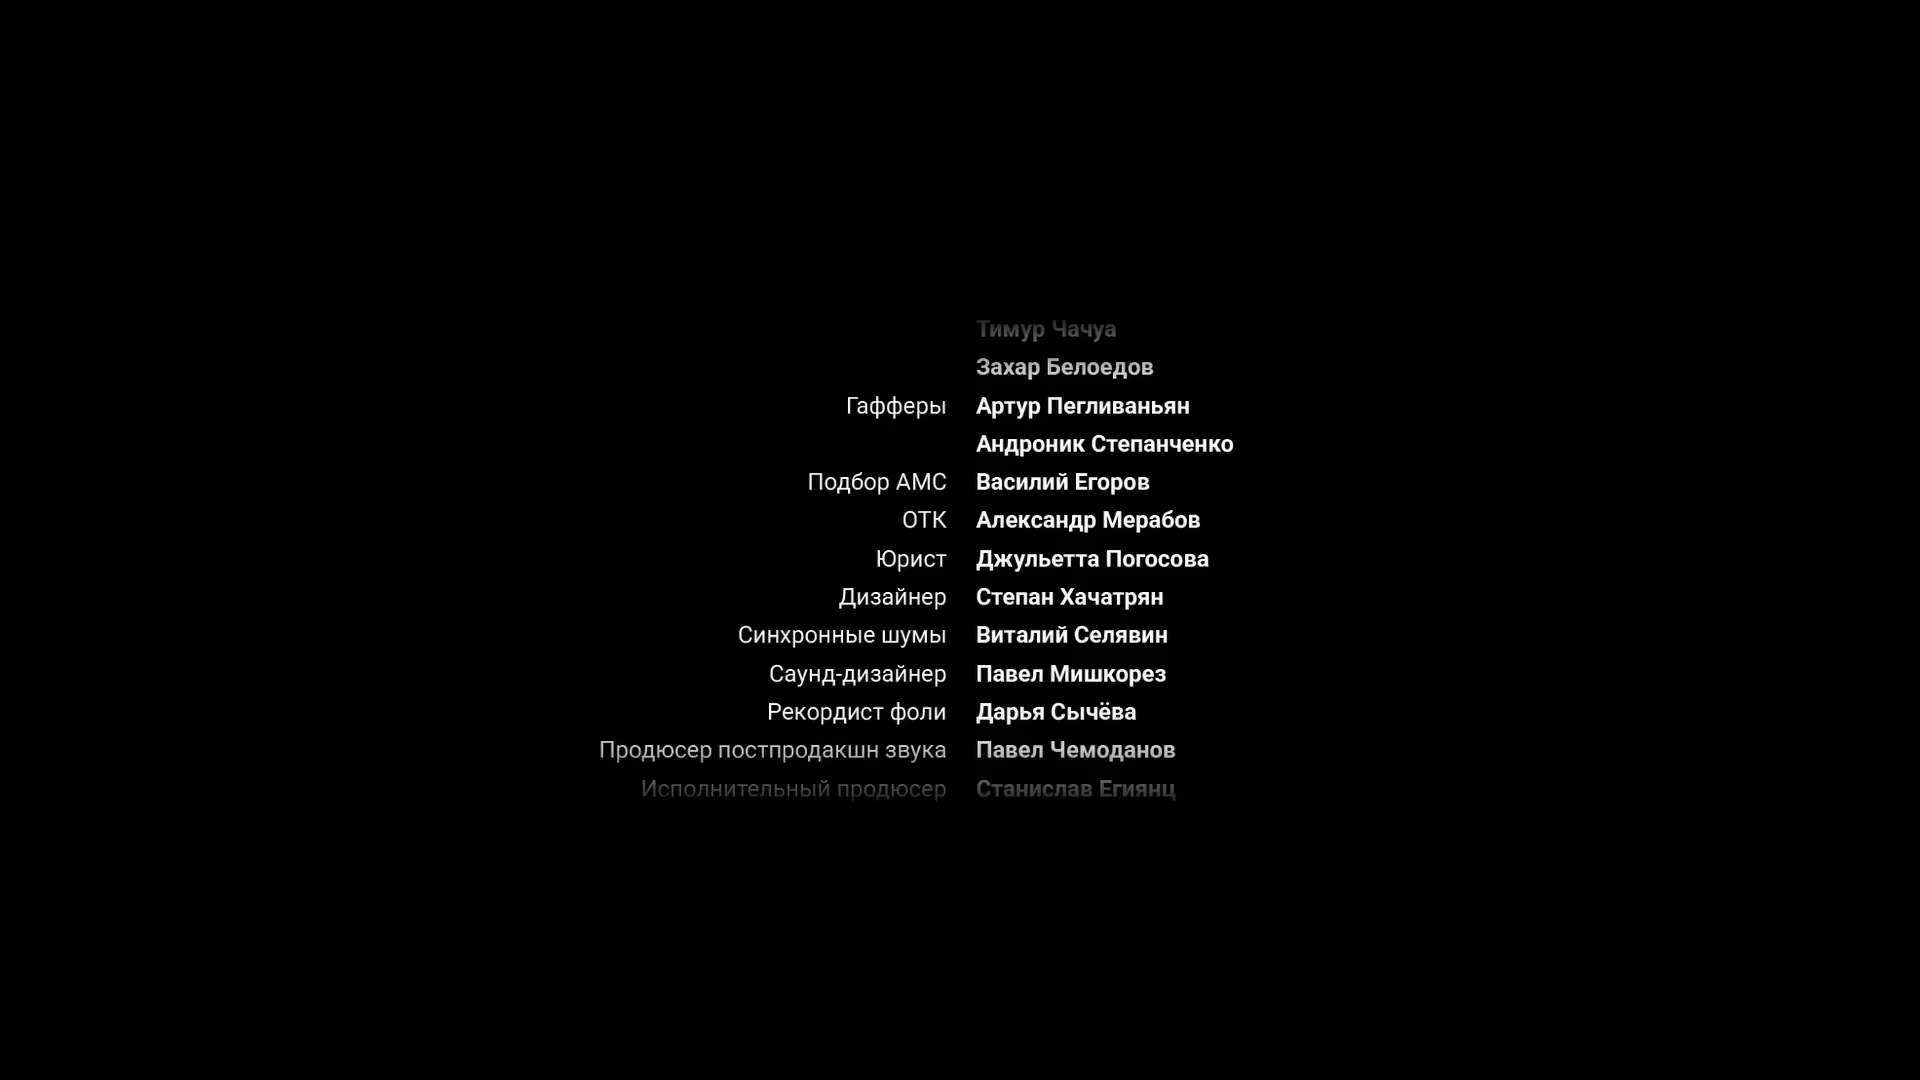 Тимур Чачуа
Захар Белоедов
Гафферы Артур Пегливаньян
Андроник Степанченко
Подбор АМС Василий Егоров
ОТК Александр Мерабов
Юрист Джульетта Погосова
Дизайнер Степан Хачатрян
Синхронные шумы Виталий Селявин
Саунд-дизайнер Павел Мишкорез
Рекордист фоли Дарья Сычёва
Продюсер постпродакшн звука Павел Чемоданов
Исполнительный продюсер Станислав Егиянц